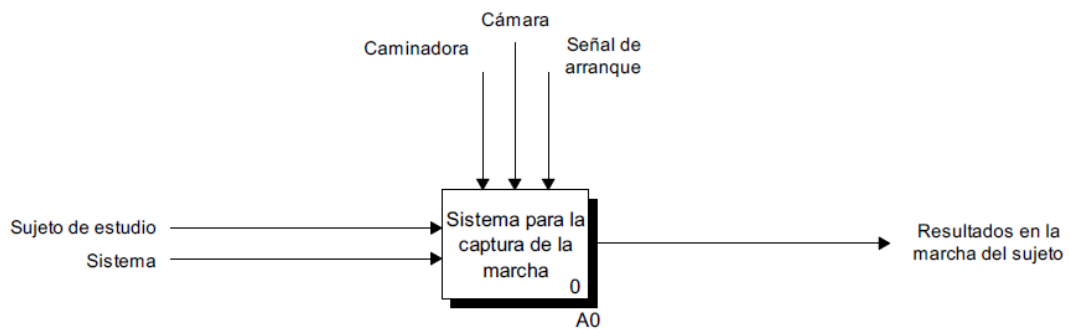 Cámara
Caminadora
Señal de
arranque
Sujeto de estudio
Sistema
Sistema para la
captura de la
marcha
0
A0
Resultados en la
marcha del sujeto